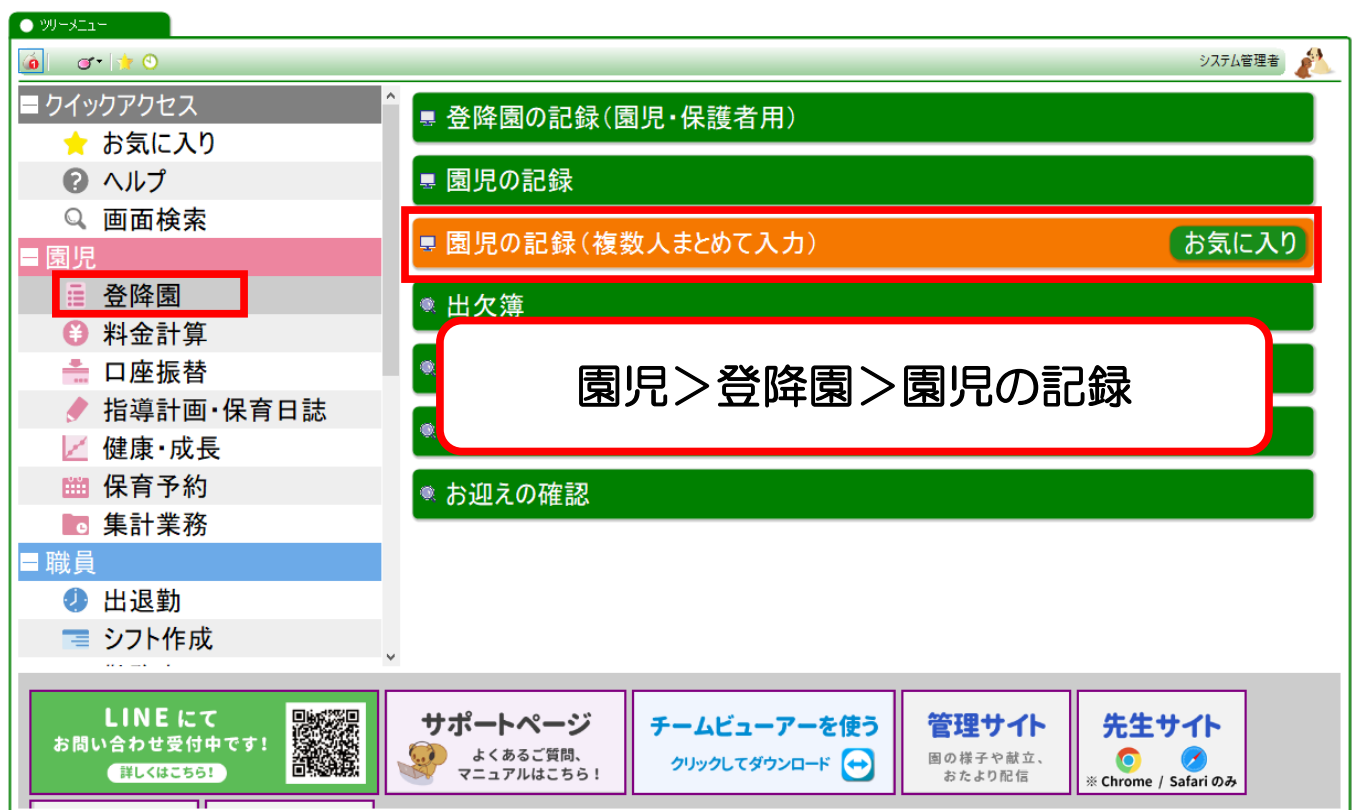 ツリーメニュー
システム管理者
クイックアクセス
お気に入り
ヘルプ
画面検索
園児
登降園
料金計算
口座振替
指導計画・保育日誌
健康・成長
保育予約
集計業務
職員
出退勤
シフト作成
登降園の記録(園児・保護者用)
園児の記録
園児の記録(複数人まとめて入力)
お気に入り
出欠簿
園児＞登降園＞園児の記録
お迎えの確認
LINEにて
お問い合わせ受付中です!
詳しくはこちら!
サポートページ
よくあるご質問、
マニュアルはこちら!
チームビューアーを使う
クリックしてダウンロード
管理サイト
園の様子や献立、
おたより配信
先生サイト
※Chrome / Safariのみ